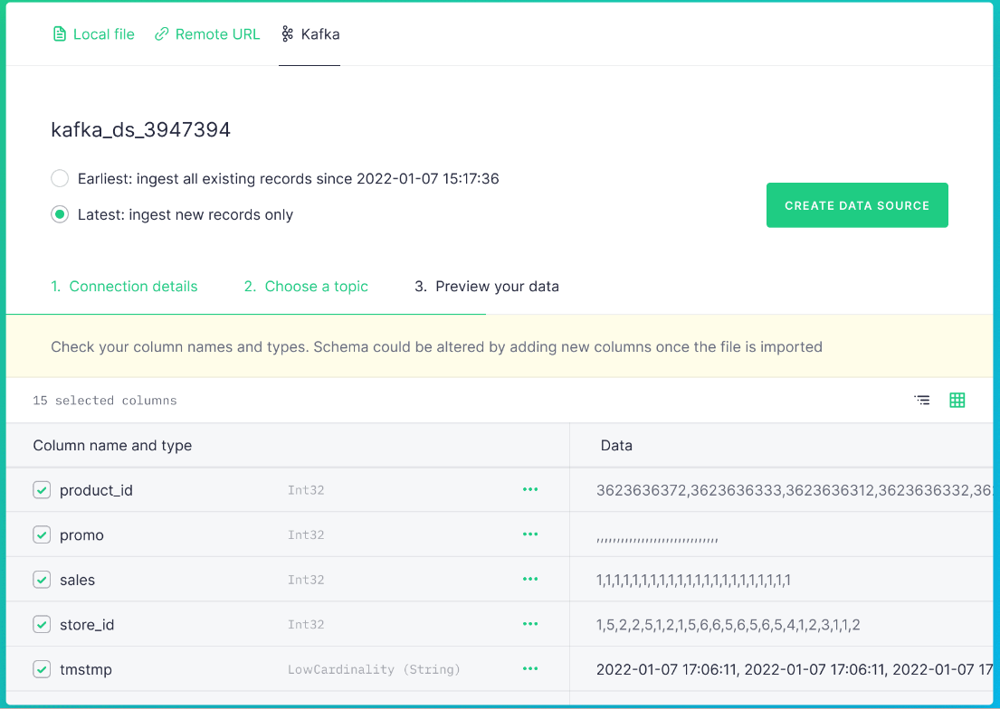 Local file Remote URL Kafka
kafka_ds_3947394
Earliest: ingest all existing records since 2022-01-07 15:17:36
Latest: ingest new records only
CREATE DATA SOURCE
1. Connection details 2. Choose a topic 3. Preview your data
Check your column names and types. Schema could be altered by adding new columns once the file is imported
15 selected columns
Column name and type Data
product_id Int32 ••• 3623636372,3623636333,3623636312,3623636332,36
promo Int32 ••• ,,,,,,,,,,,,,,,,,,,,,,,,,,,,,,
sales Int32 ••• 1,1,1,1,1,1,1,1,1,1,1,1,1,1,1,1,1,1,1,1,1,1
store_id Int32 ••• 1,5,2,2,5,1,2,1,5,6,6,5,6,5,6,5,4,1,2,3,1,1,2
tmstmp LowCardinality (String) ••• 2022-01-07 17:06:11, 2022-01-07 17:06:11, 2022-01-07 17